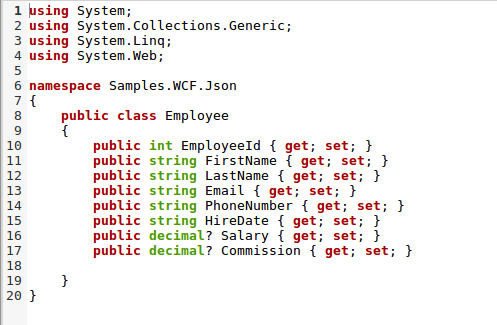 1 using System;
2 using System.Collections.Generic;
3 using System.Linq;
4 using System.Web;
5
6 namespace Samples.WCF.Json
7 {
8     public class Employee
9     {
10         public int EmployeeId { get; set; }
11         public string FirstName { get; set; }
12         public string LastName { get; set; }
13         public string Email { get; set; }
14         public string PhoneNumber { get; set; }
15         public string HireDate { get; set; }
16         public decimal? Salary { get; set; }
17         public decimal? Commission { get; set; }
18
19     }
20 }